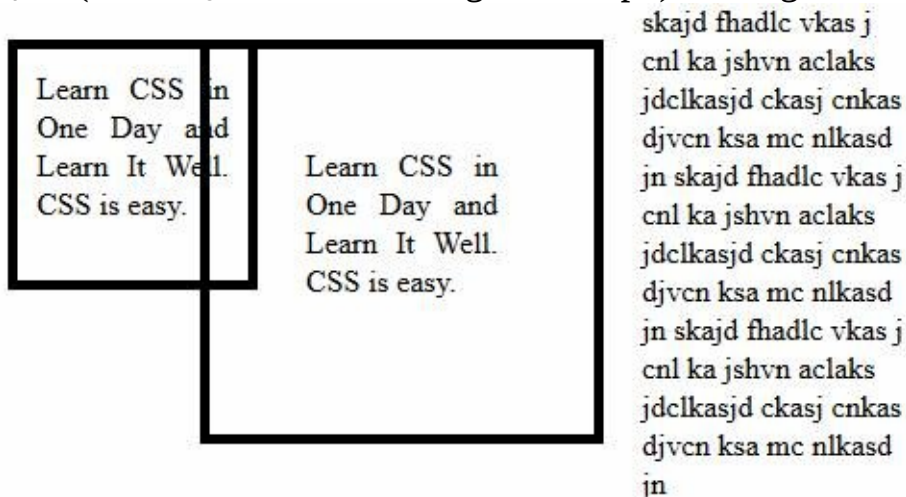 Learn CSS in
One Day and
Learn It Well.
CSS is easy.
Learn CSS in
One Day and
Learn It Well.
CSS is easy.
skajd fhadlc vkas j
cnl ka jshvn aclaks
jdclkasjd ckasj cnkas
djvcn ksa mc nlkasd
jn skajd fhadlc vkas j
cnl ka jshvn aclaks
jdclkasjd ckasj cnkas
djvcn ksa mc nlkasd
jn skajd fhadlc vkas j
cnl ka jshvn aclaks
jdclkasjd ckasj cnkas
djvcn ksa mc nlkasd
jn